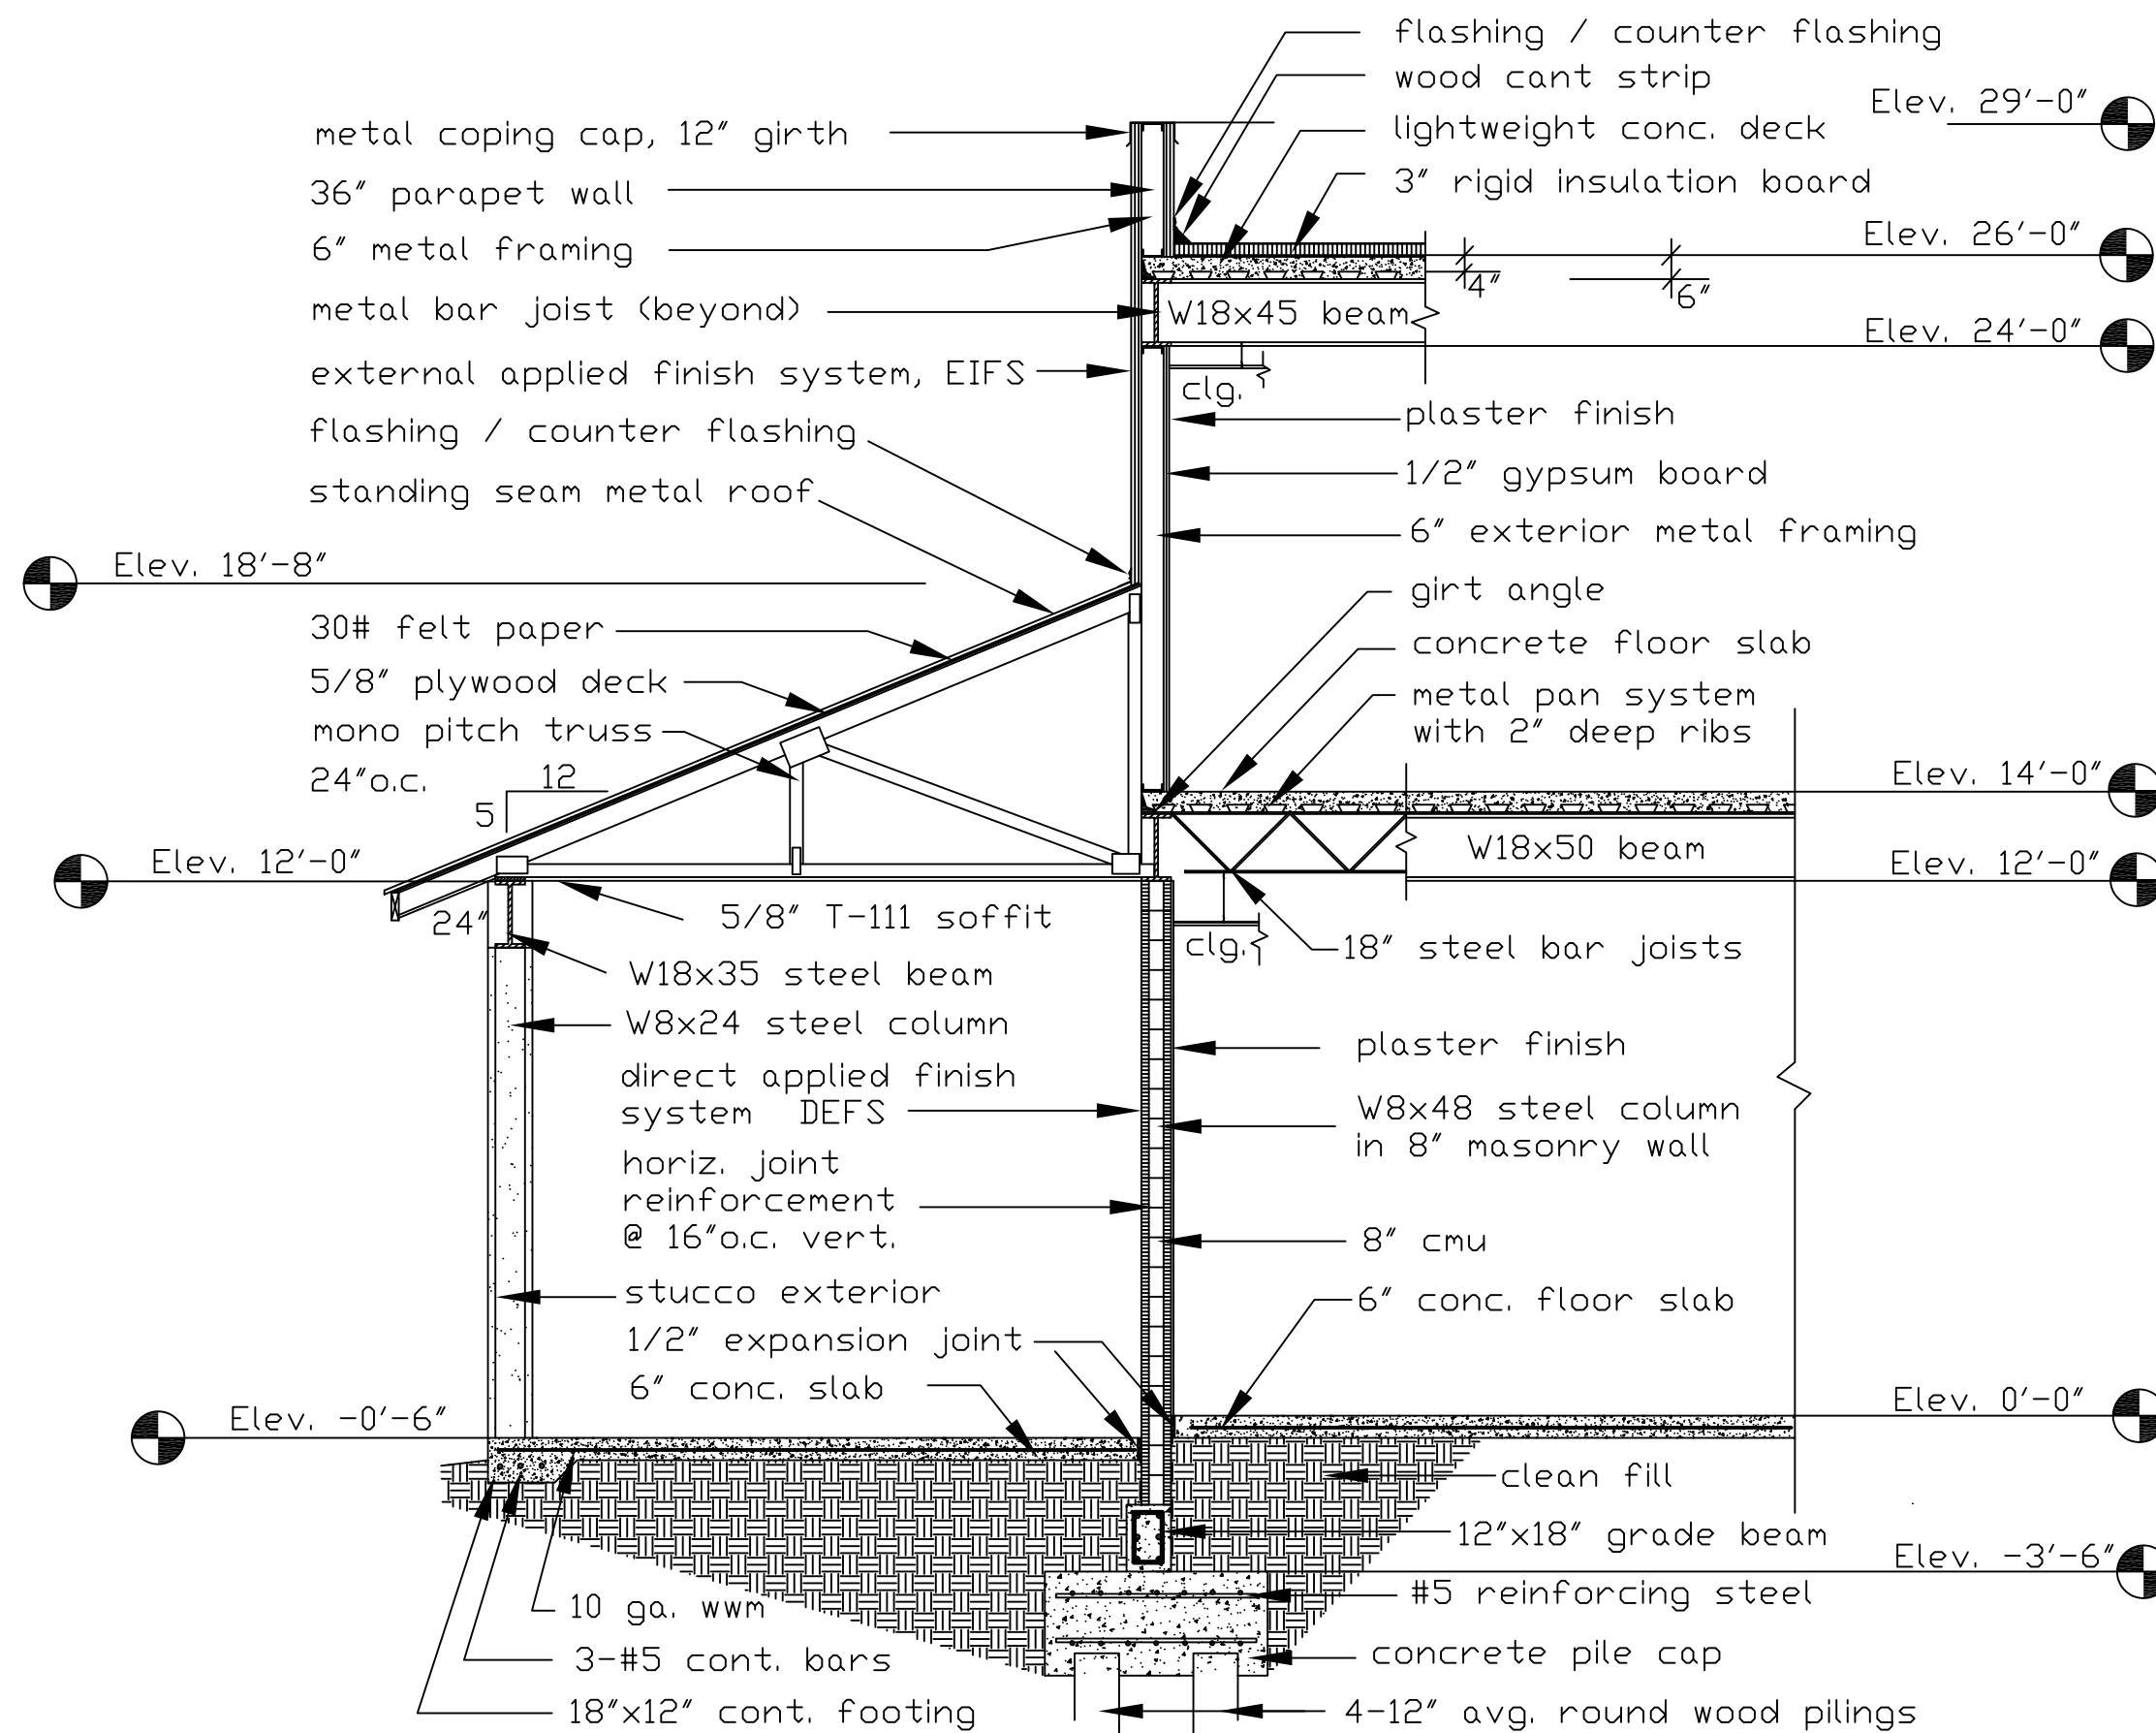 flashing / counter flashing
wood cant strip
Elev. 29'-0"
metal coping cap, 12" girth
lightweight conc. deck
36" parapet wall
3" rigid insulation board
6" metal framing
Elev. 26'-0"
4"
6"
metal bar joist (beyond)
W18x45 beam
Elev. 24'-0"
external applied finish system, EIFS
clg.
plaster finish
flashing / counter flashing
1/2" gypsum board
standing seam metal roof
6" exterior metal framing
Elev. 18'-8"
girt angle
30# felt paper
concrete floor slab
5/8" plywood deck
metal pan system
with 2" deep ribs
mono pitch truss
24"o.c.
12
5
Elev. 14'-0"
W18x50 beam
Elev. 12'-0"
Elev. 12'-0"
24"
5/8" T-111 soffit
clg.
18" steel bar joists
W18x35 steel beam
W8x24 steel column
plaster finish
direct applied finish
system DEFS
W8x48 steel column
in 8" masonry wall
horiz. joint
reinforcement
@ 16"o.c. vert.
8" cmu
stucco exterior
6" conc. floor slab
1/2" expansion joint
6" conc. slab
Elev. -0'-6"
Elev. 0'-0"
clean fill
12"x18" grade beam
Elev. -3'-6"
10 ga. wwm
#5 reinforcing steel
3-#5 cont. bars
concrete pile cap
18"x12" cont. footing
4-12" avg. round wood pilings